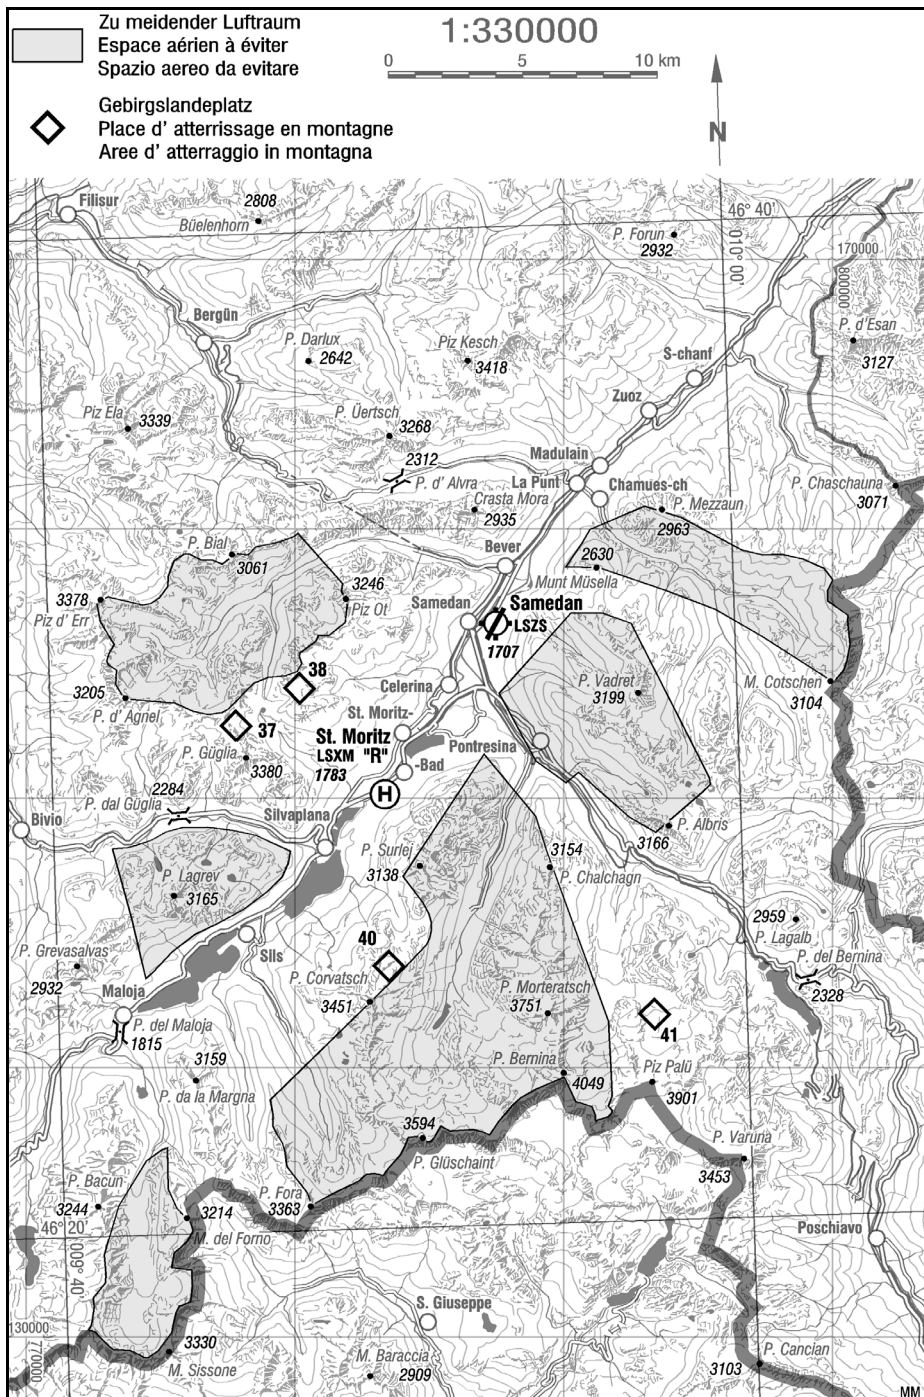 Zu meidender Luftraum
Espace aérien à éviter
Spazio aereo da evitare
1:330000
0 5 10 km
Gebirgslandeplatz
Place d' atterrissage en montagne
Aree d' atterraggio in montagna
N
Filisur
2808
Büelenhorn
46° 40'
P. Forun
2932
010° 00'
170000
800000
Bergün
P. Darlux
2642
Piz Kesch
3418
P. d'Esan
3127
S-chanf
Zuoz
Piz Ela
3339
P. Üertsch
3268
2312
P. d' Alvra
Madulain
La Punt
Chamues-ch
P. Chaschauna
3071
Crasta Mora
2935
P. Mezzaun
2963
Bever
2630
Munt Müsella
P. Bial
3061
3378
Piz d' Err
3246
Piz Ot
Samedan
Samedan
LSZS
1707
38
Celerina
P. Vadret
3199
M. Cotschen
3104
3205
P. d' Agnel
37
St. Moritz-
St. Moritz
LSXM "R"
1783
-Bad
Pontresina
P. Güglia
3380
H
2284
P. dal Güglia
Bivio
Silvaplana
P. Albris
3166
P. Surlej
3138
3154
P. Chalchagn
P. Lagrev
3165
2959
P. Lagalb
P. Grevasalvas
2932
Slls
40
P. Corvatsch
3451
P. del Bernina
2328
Maloja
P. del Maloja
1815
P. Morteratsch
3751
41
3159
P. da la Margna
P. Bernina
4049
Piz Palü
3901
3594
P. Glüschaint
P. Varuna
3453
P. Bacun
3244
P. Fora
3363
3214
M. del Forno
46° 20'
009° 40'
Poschiavo
S. Giuseppe
130000
770000
3330
M. Sissone
M. Baraccia
2909
P. Cancian
3103
MM